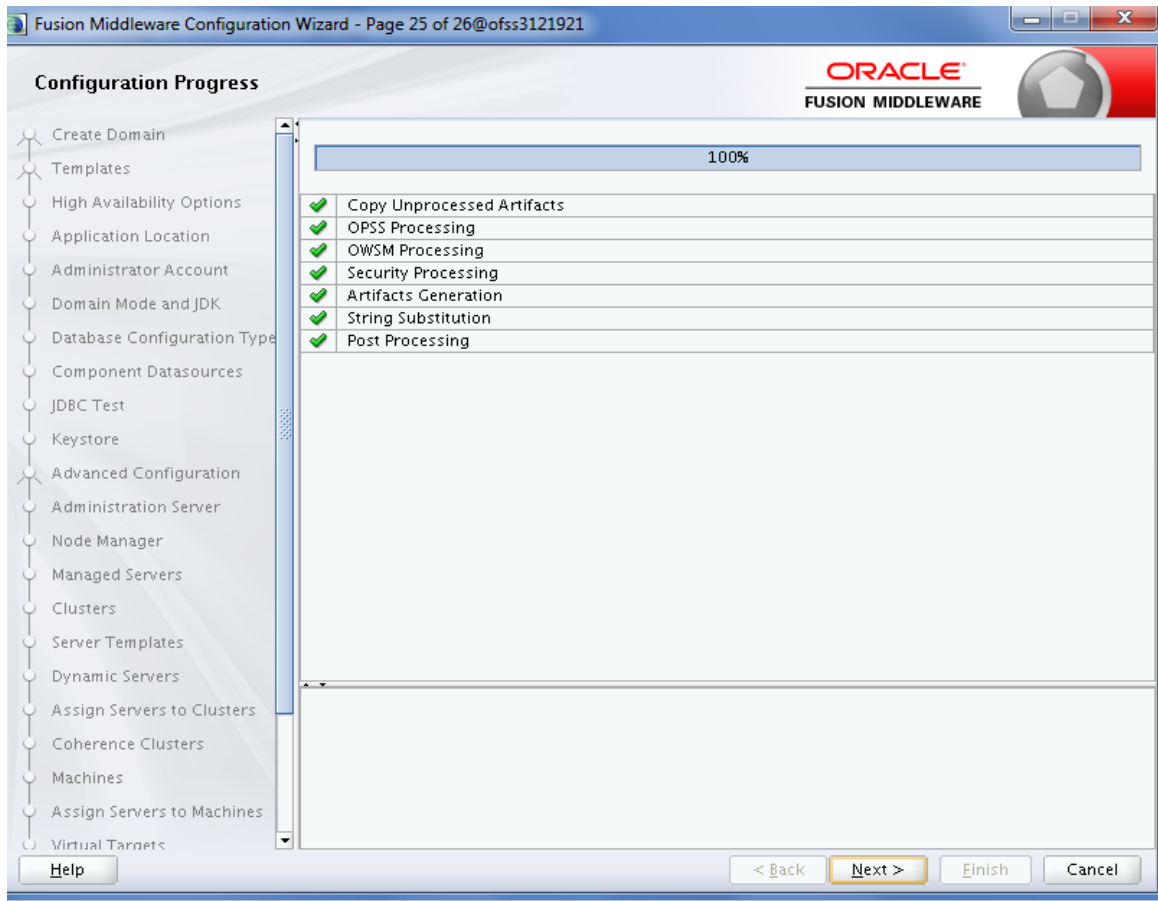 Fusion Middleware Configuration Wizard - Page 25 of 26@ofss3121921
Configuration Progress
ORACLE
FUSION MIDDLEWARE
Create Domain
Templates
High Availability Options
Application Location
Administrator Account
Domain Mode and JDK
Database Configuration Type
Component Datasources
JDBC Test
Keystore
Advanced Configuration
Administration Server
Node Manager
Managed Servers
Clusters
Server Templates
Dynamic Servers
Assign Servers to Clusters
Coherence Clusters
Machines
Assign Servers to Machines
Virtual Targets
100%
Copy Unprocessed Artifacts
OPSS Processing
OWSM Processing
Security Processing
Artifacts Generation
String Substitution
Post Processing
Help
< Back
Next >
Finish
Cancel